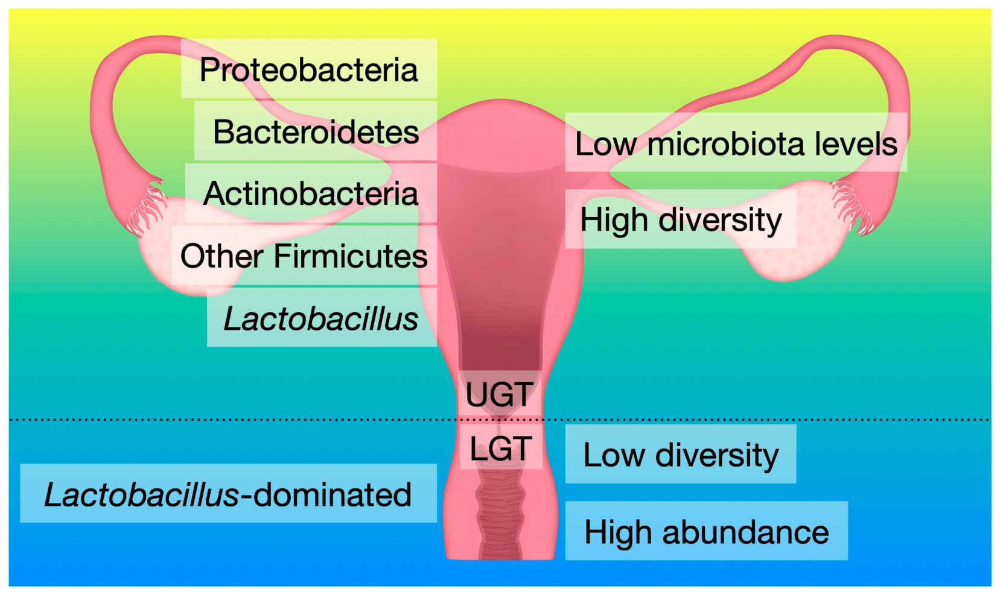 Proteobacteria
Bacteroidetes
Actinobacteria
Other Firmicutes
Lactobacillus
Low microbiota levels
High diversity
UGT
LGT
Lactobacillus-dominated
Low diversity
High abundance